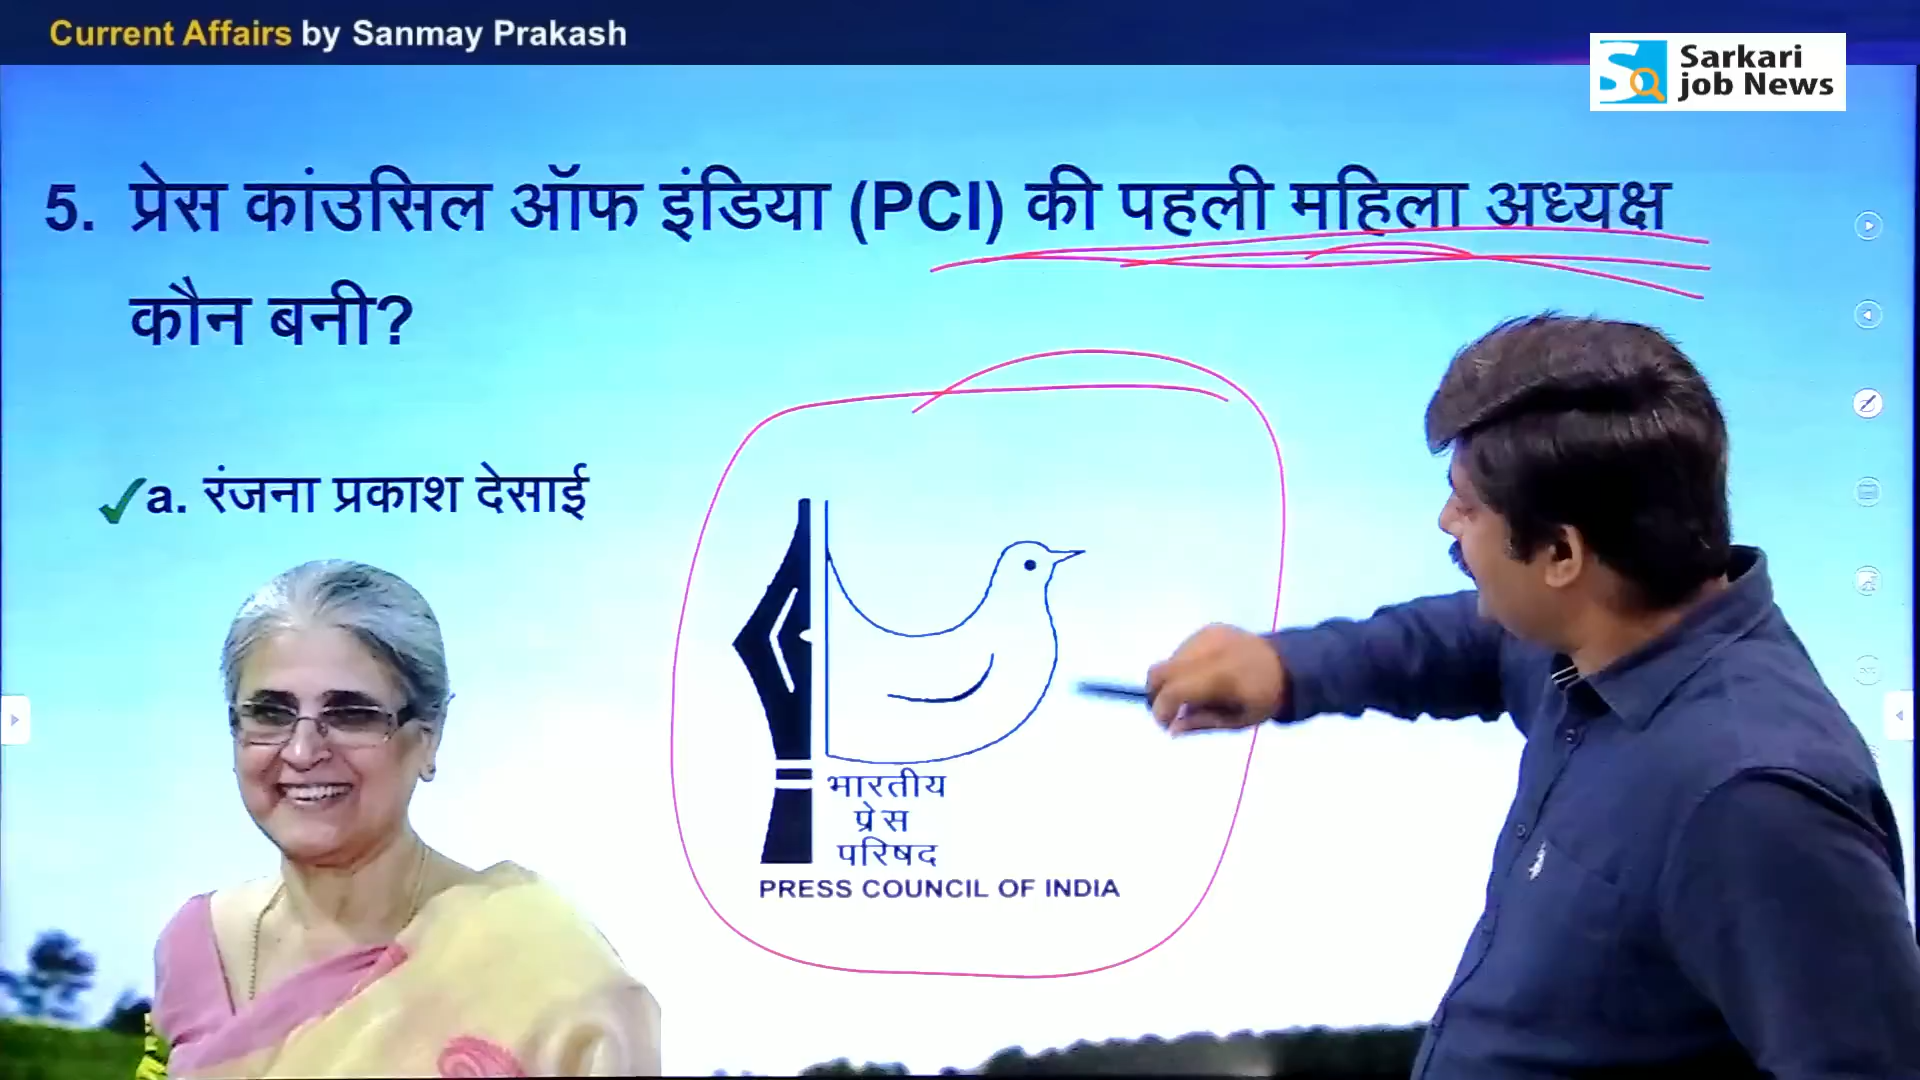 Current Affairs by Sanmay Prakash
Sarkari
job News
5. प्रेस कांउसिल ऑफ इंडिया (PCI) की पहली महिला अध्यक्ष
कौन बनी?
a. रंजना प्रकाश देसाई
भारतीय
प्रेस
परिषद
PRESS COUNCIL OF INDIA